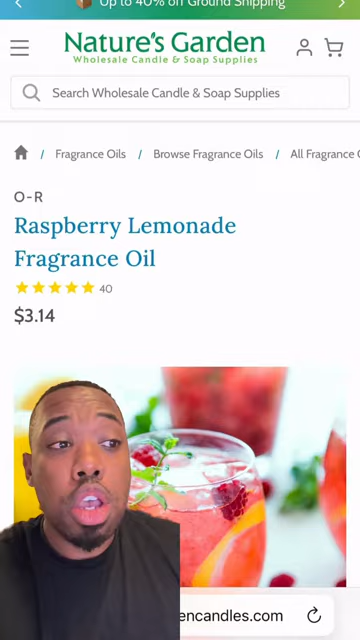 Up to 40% off Ground Shipping
Nature's Garden
Wholesale Candle & Soap Supplies
Search Wholesale Candle & Soap Supplies
/ Fragrance Oils / Browse Fragrance Oils / All Fragrance
O-R
Raspberry Lemonade
Fragrance Oil
40
$3.14
encandles.com